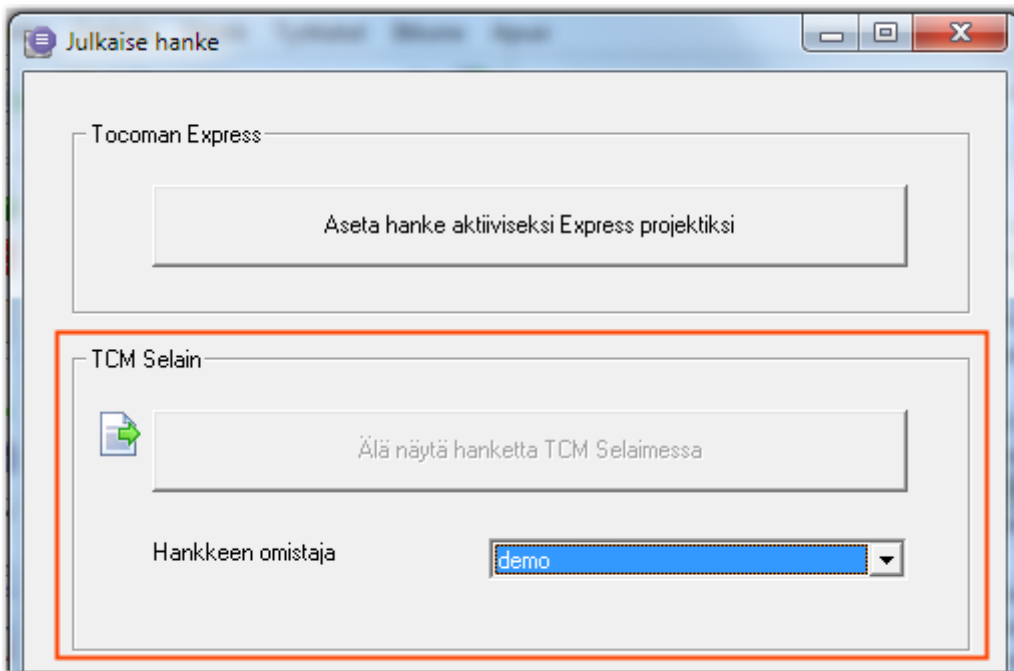 Julkaise hanke
Tocoman Express
Aseta hanke aktiiviseksi Express projektiksi
TCM Selain
Älä näytä hanketta TCM Selaimessa
Hankkeen omistaja
demo